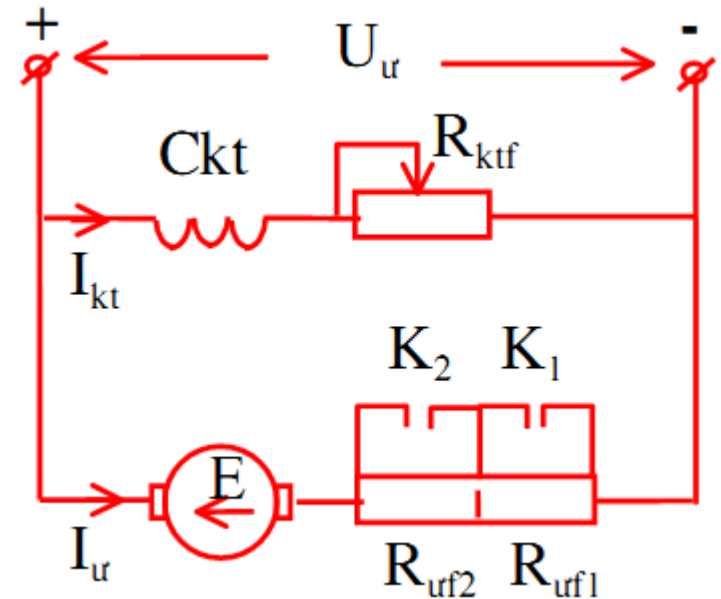 + -
Uư
Ckt Rktf
Ikt
K2 K1
E
Iư Rưf2 Rưf1